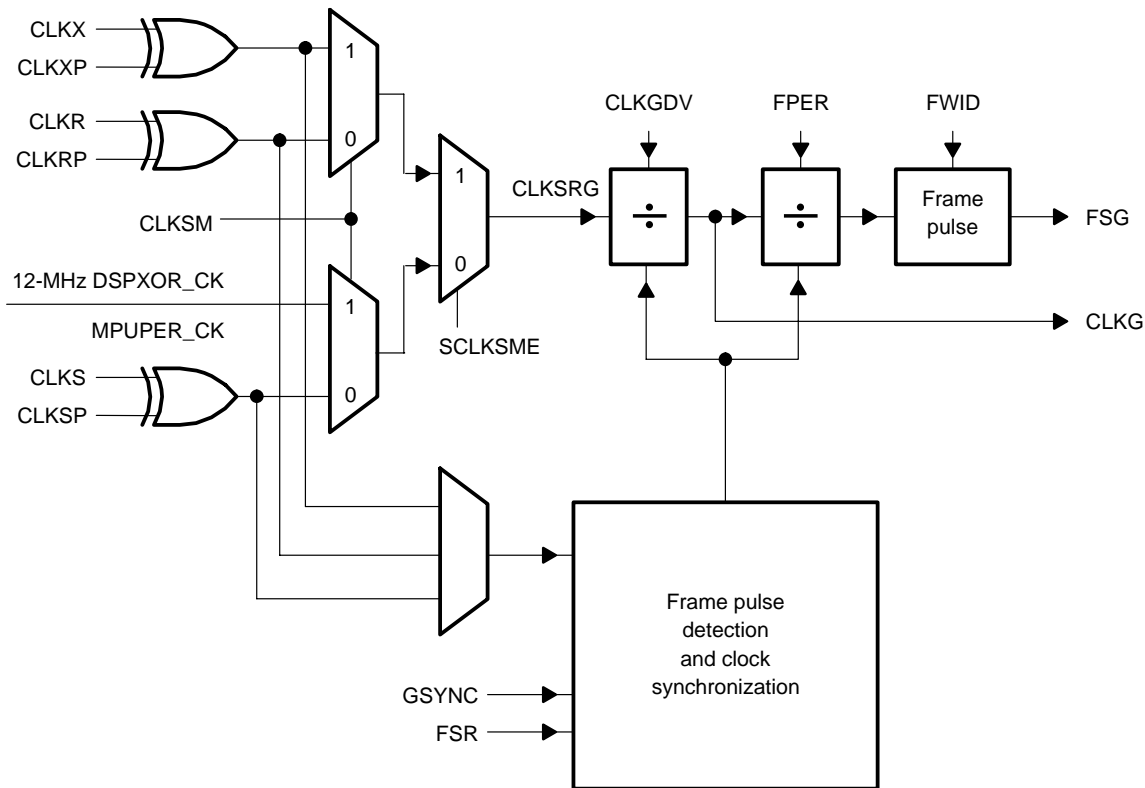 CLKX
CLKXP
CLKR
CLKRP
1
0
CLKSM
12-MHz DSPXOR_CK
MPUPER_CK
1
0
CLKS
CLKSP
1
0
SCLKSME
CLKSRG
CLKGDV
FPER
FWID
÷
÷
Frame
pulse
FSG
CLKG
GSYNC
FSR
Frame pulse
detection
and clock
synchronization